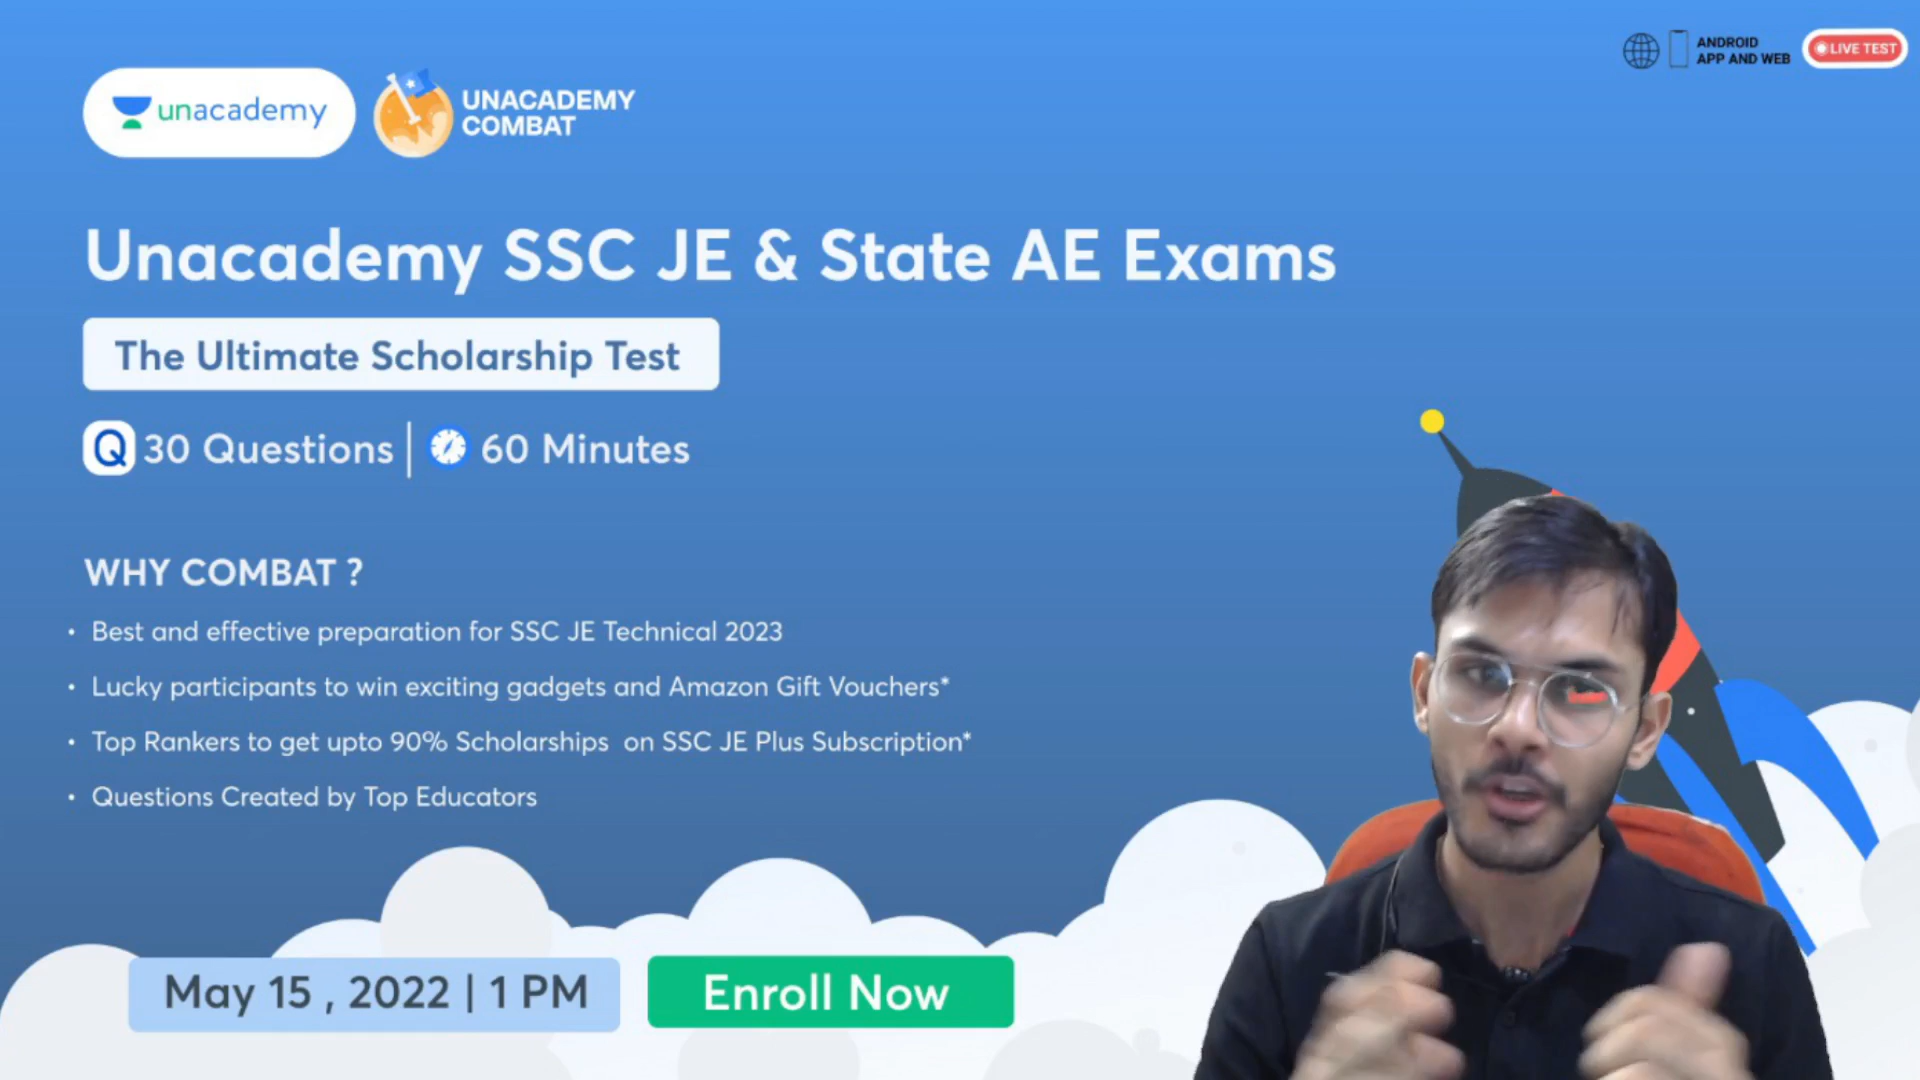 ANDROID
APP AND WEB
LIVE TEST
unacademy
UNACADEMY
COMBAT
Unacademy SSC JE & State AE Exams
The Ultimate Scholarship Test
Q 30 Questions | 60 Minutes
WHY COMBAT ?
• Best and effective preparation for SSC JE Technical 2023
• Lucky participants to win exciting gadgets and Amazon Gift Vouchers*
• Top Rankers to get upto 90% Scholarships on SSC JE Plus Subscription*
• Questions Created by Top Educators
May 15 , 2022 | 1 PM
Enroll Now